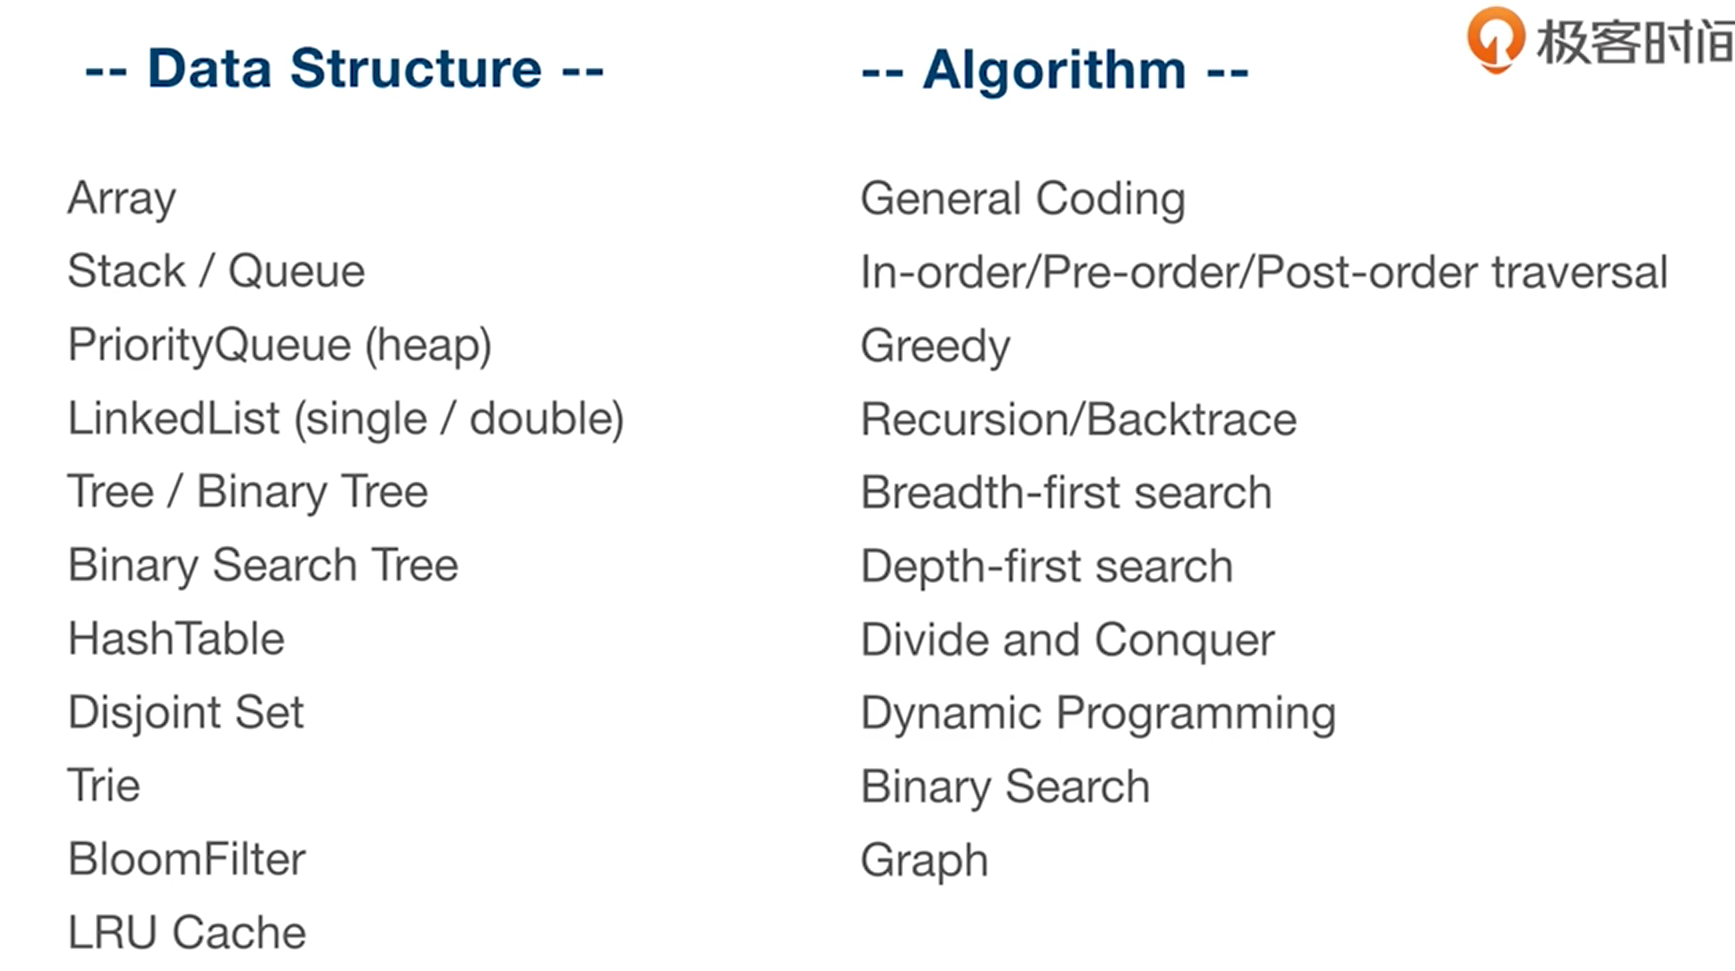 -- Data Structure --
Array
Stack / Queue
PriorityQueue (heap)
LinkedList (single / double)
Tree / Binary Tree
Binary Search Tree
HashTable
Disjoint Set
Trie
BloomFilter
LRU Cache
-- Algorithm --
General Coding
In-order/Pre-order/Post-order traversal
Greedy
Recursion/Backtrace
Breadth-first search
Depth-first search
Divide and Conquer
Dynamic Programming
Binary Search
Graph
极客时间